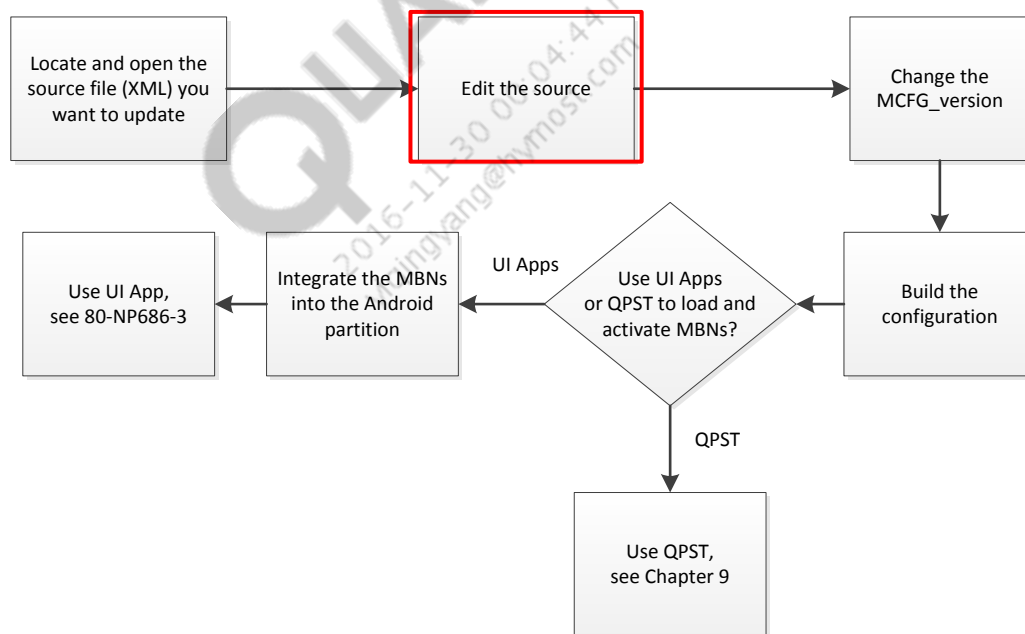 Locate and open the
source file (XML) you
want to update
Edit the source
Change the
MCFG_version
Build the
configuration
Use UI Apps
or QPST to load and
activate MBNs?
UI Apps
Integrate the MBNs
into the Android
partition
Use UI App,
see 80-NP686-3
QPST
Use QPST,
see Chapter 9